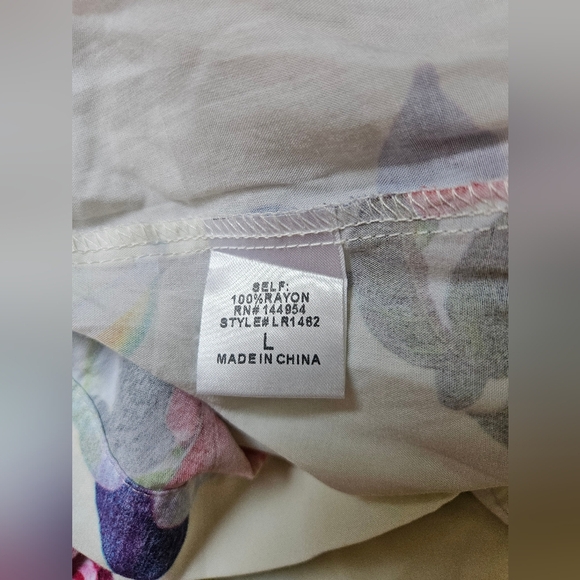 SELF:
100%RAYON
RN# 144954
STYLE# LR1462
L
MADE IN CHINA